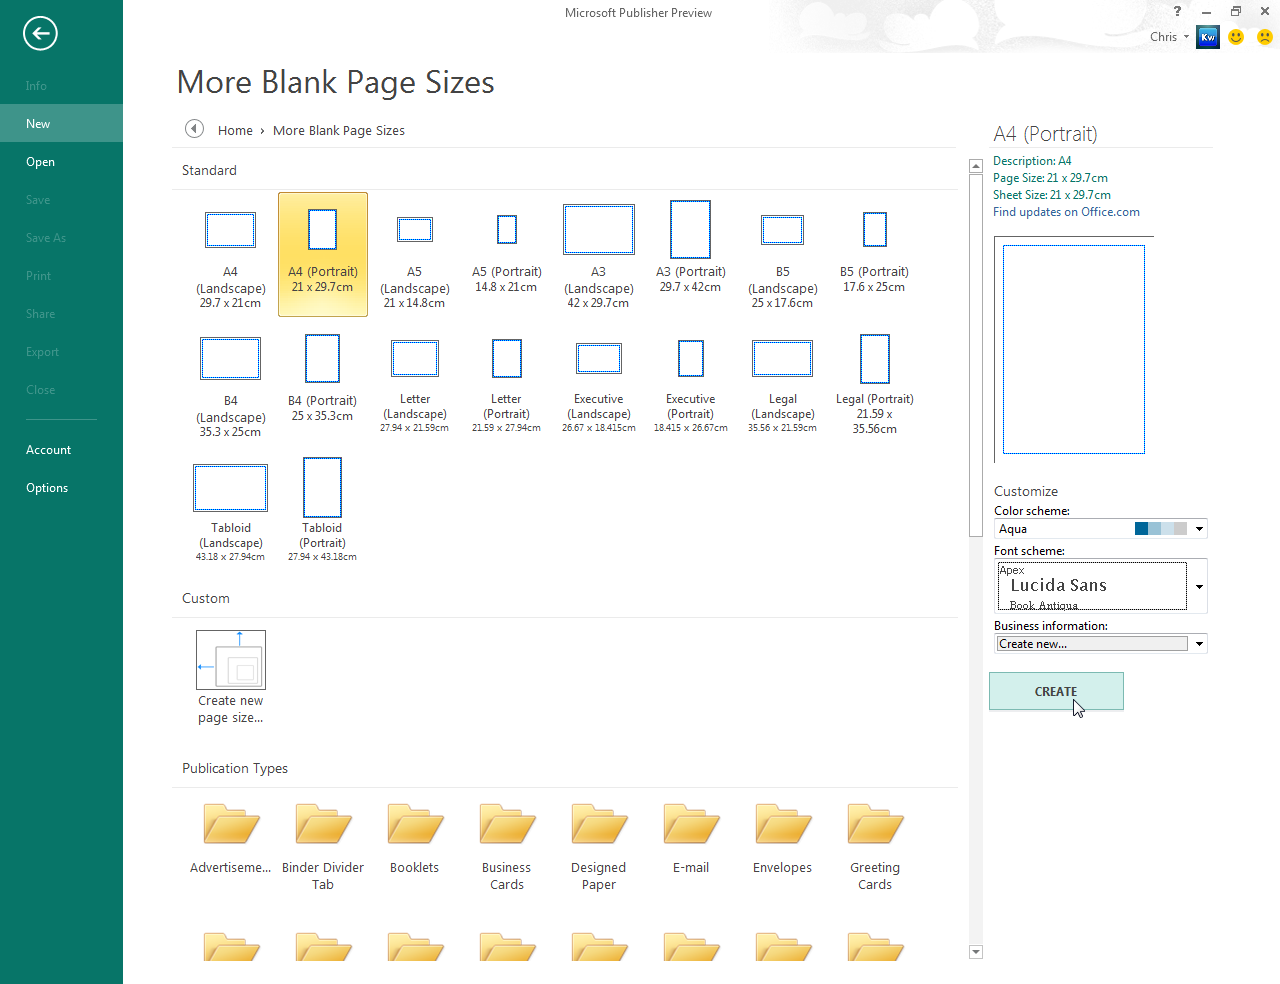 Microsoft Publisher Preview
?
Chris
Kw
Info
New
Open
Save
Save As
Print
Share
Export
Close
Account
Options
More Blank Page Sizes
Home › More Blank Page Sizes
Standard
A4
(Landscape)
29.7 x 21cm
A4 (Portrait)
21 x 29.7cm
A5
(Landscape)
21 x 14.8cm
A5 (Portrait)
14.8 x 21cm
A3
(Landscape)
42 x 29.7cm
A3 (Portrait)
29.7 x 42cm
B5
(Landscape)
25 x 17.6cm
B5 (Portrait)
17.6 x 25cm
B4
(Landscape)
35.3 x 25cm
B4 (Portrait)
25 x 35.3cm
Letter
(Landscape)
27.94 x 21.59cm
Letter
(Portrait)
21.59 x 27.94cm
Executive
(Landscape)
26.67 x 18.415cm
Executive
(Portrait)
18.415 x 26.67cm
Legal
(Landscape)
35.56 x 21.59cm
Legal (Portrait)
21.59 x
35.56cm
Tabloid
(Landscape)
43.18 x 27.94cm
Tabloid
(Portrait)
27.94 x 43.18cm
Custom
Create new
page size...
Publication Types
Advertiseme...
Binder Divider
Tab
Booklets
Business
Cards
Designed
Paper
E-mail
Envelopes
Greeting
Cards
A4 (Portrait)
Description: A4
Page Size: 21 x 29.7cm
Sheet Size: 21 x 29.7cm
Find updates on Office.com
Customize
Color scheme:
Aqua
Font scheme:
Apex
Lucida Sans
Book Antiqua
Business information:
Create new...
CREATE